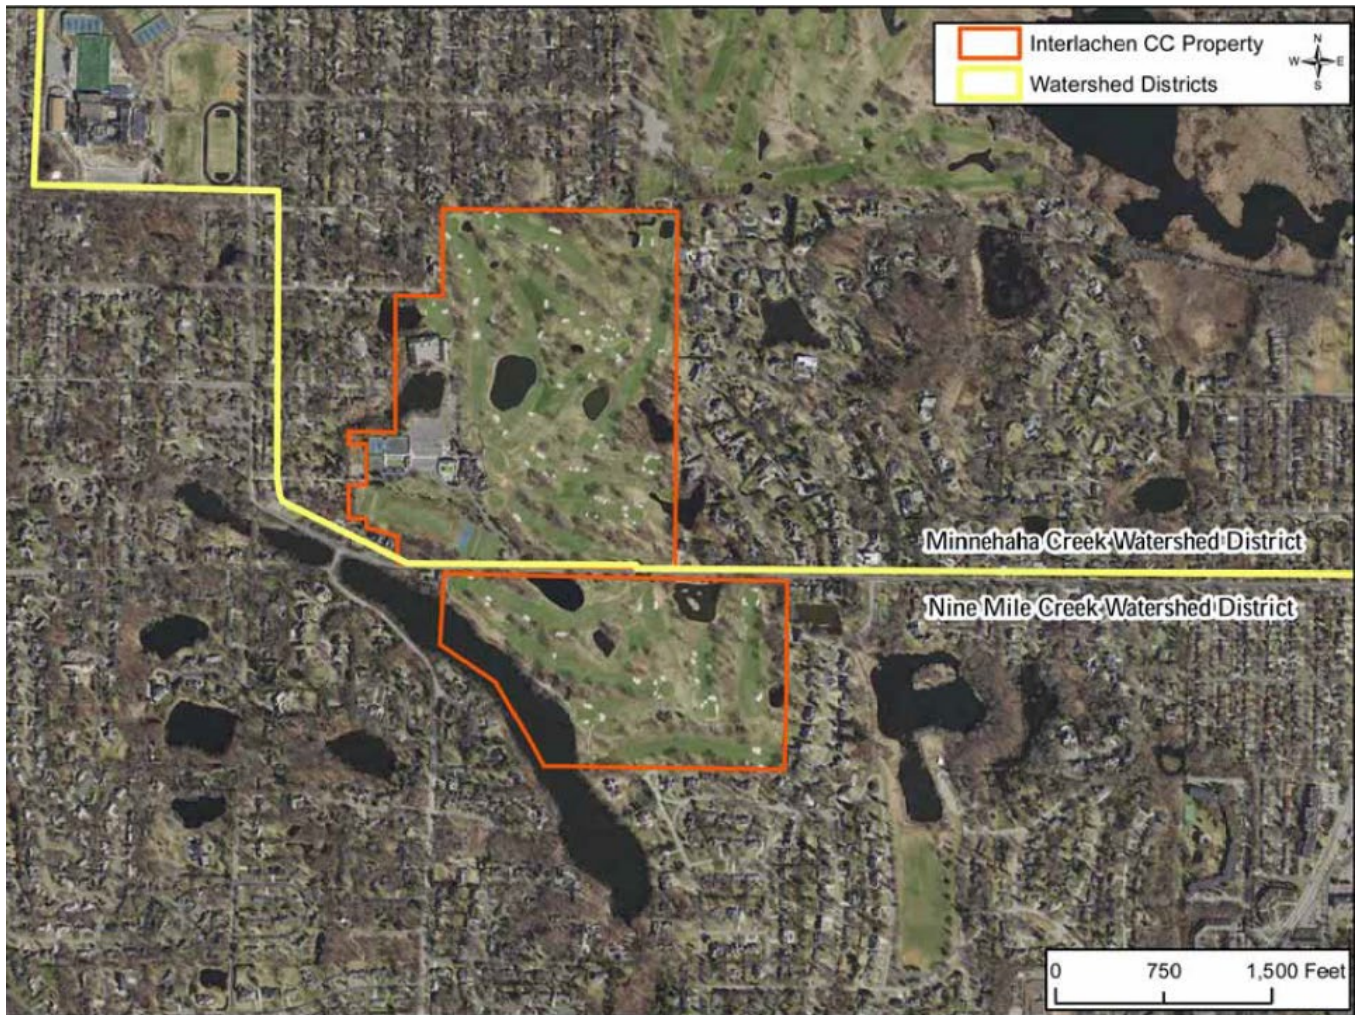 Interlachen CC Property
Watershed Districts
N
W E
S
Minnehaha Creek Watershed District
Nine Mile Creek Watershed District
0 750 1,500 Feet